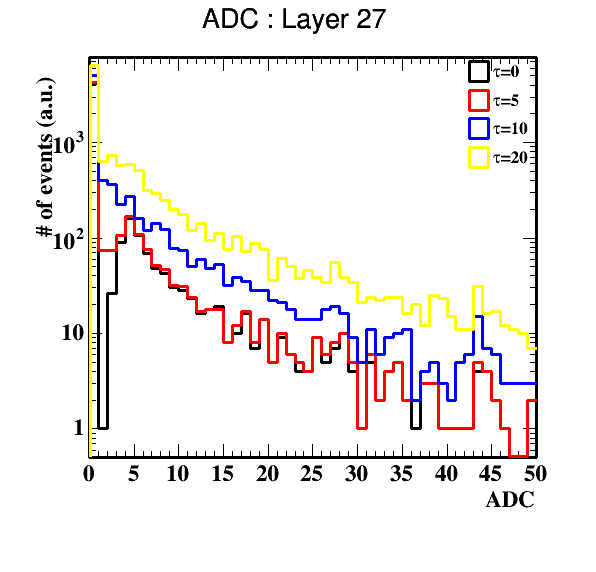 ADC : Layer 27
# of events (a.u.)
10³
10²
10
1
τ=0
τ=5
τ=10
τ=20
0 5 10 15 20 25 30 35 40 45 50
ADC